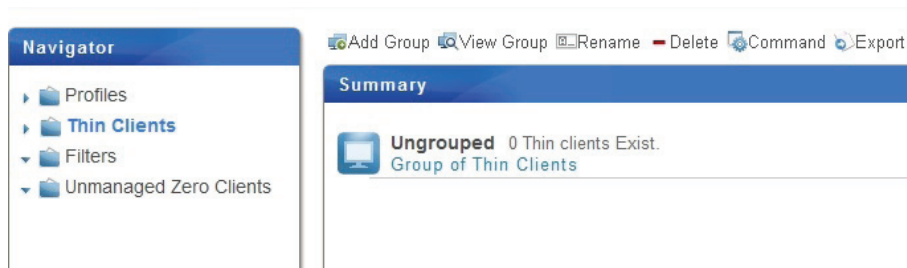 Navigator
Profiles
Thin Clients
Filters
Unmanaged Zero Clients
Add Group View Group Rename Delete Command Export
Summary
Ungrouped 0 Thin clients Exist.
Group of Thin Clients